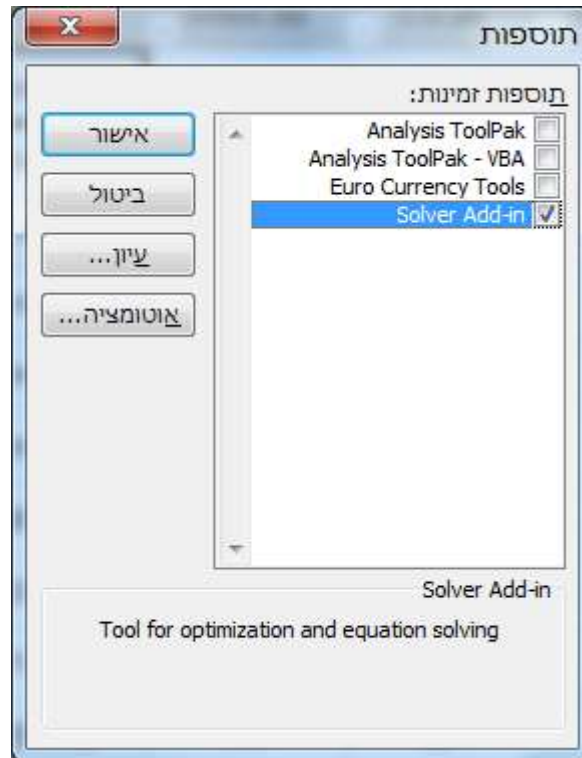 תוספות
תוספות זמינות:
Analysis ToolPak
Analysis ToolPak - VBA
Euro Currency Tools
Solver Add-in
אישור
ביטול
עיון...
אוטומציה...
Solver Add-in
Tool for optimization and equation solving